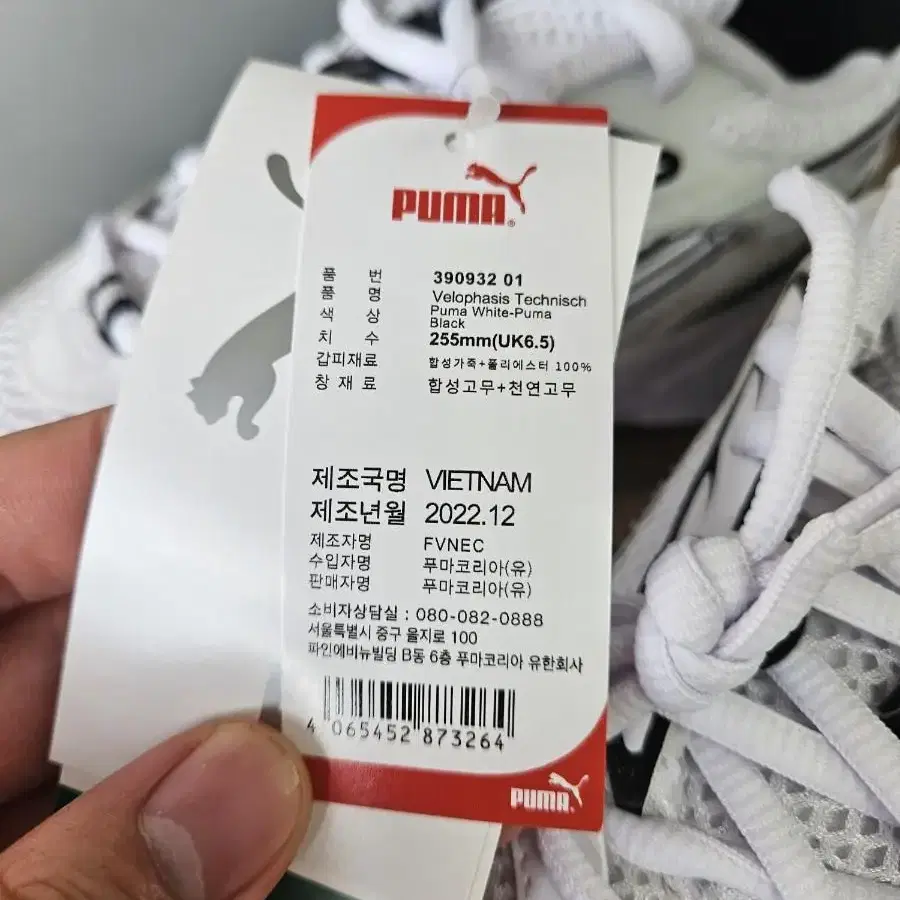 PUMA
품 번 390932 01
품 명 Velophasis Technisch
색 상 Puma White-Puma
Black
치 수 255mm(UK6.5)
갑피재료 합성가죽+폴리에스터 100%
창 재 료 합성고무+천연고무
제조국명 VIETNAM
제조년월 2022.12
제조자명 FVNEC
수입자명 푸마코리아(유)
판매자명 푸마코리아(유)
소비자상담실 : 080-082-0888
서울특별시 중구 을지로 100
파인에비뉴빌딩 B동 6층 푸마코리아 유한회사
4 065452 873264
PUMA